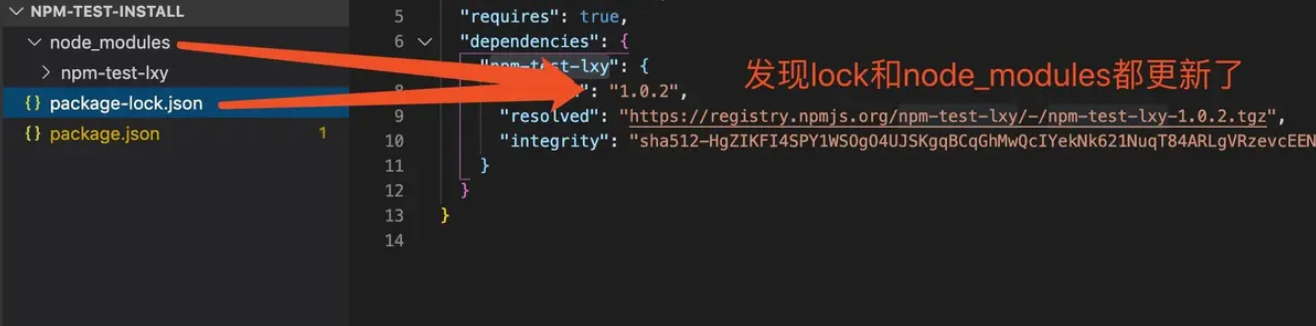 NPM-TEST-INSTALL
node_modules
npm-test-lxy
{} package-lock.json
{} package.json 1
5 "requires": true,
6 "dependencies": {
"npm-test-lxy": {
8 ": "1.0.2",
9 "resolved": "https://registry.npmjs.org/npm-test-lxy/-/npm-test-lxy-1.0.2.tgz",
10 "integrity": "sha512-HgZIKFI4SPY1WSOgO4UJSKgqBCqGhMwQcIYekNk621NuqT84ARLgVRzevcEEN
11 }
12 }
13 }
14
发现lock和node_modules都更新了